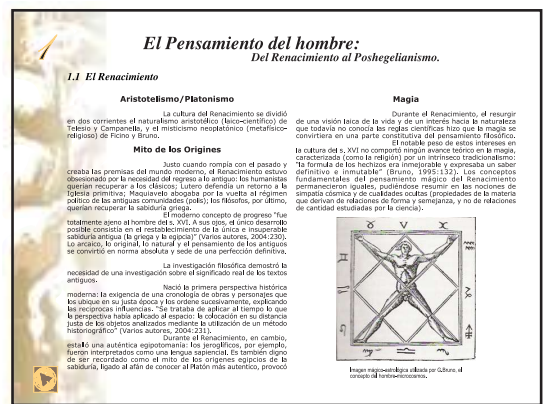 1
El Pensamiento del hombre:
Del Renacimiento al Poshegelianismo.
1.1 El Renacimiento
Aristotelismo/Platonismo
La cultura del Renacimiento se dividió
en dos corrientes el naturalismo aristotélico (laico-científico) de
Telesio y Campanella, y el misticismo neoplatónico (metafísico-
religioso) de Ficino y Bruno.
Mito de los Origines
Justo cuando rompía con el pasado y
creaba las premisas del mundo moderno, el Renacimiento estuvo
obsesionado por la necesidad del regreso a lo antiguo: los humanistas
querían recuperar a los clásicos; Lutero defendía un retorno a la
Iglesia primitiva; Maquiavelo abogaba por la vuelta al régimen
político de las antiguas comunidades (polis); los filósofos, por último,
querían recuperar la sabiduría griega.
El moderno concepto de progreso "fue
totalmente ajeno al hombre del s. XVI. A sus ojos, el único desarrollo
posible consistía en el restablecimiento de la única e insuperable
sabiduría antigua (la griega y la egipcia)" (Varios autores, 2004:230).
Lo arcaico, lo original, lo natural y el pensamiento de los antiguos
se convirtió en norma absoluta y sede de una perfección definitiva.
La investigación filosófica demostró la
necesidad de una investigación sobre el significado real de los textos
antiguos.
Nació la primera perspectiva histórica
moderna: la exigencia de una cronología de obras y personajes que
los ubique en su justa época y los ordene sucesivamente, explicando
las recíprocas influencias. "Se trataba de aplicar al tiempo lo que
la perspectiva había aplicado al espacio: la colocación en su distancia
justa de los objetos analizados mediante la utilización de un método
historiográfico" (Varios autores, 2004:231).
Durante el Renacimiento, en cambio,
estalló una auténtica egiptomanía: los jeroglíficos, por ejemplo,
fueron interpretados como una lengua sapiencial. Es también digno
de ser recordado como el mito de los orígenes egipcios de la
sabiduría, ligado al afán de conocer al Platón más autentico, provocó
Magia
Durante el Renacimiento, el resurgir
de una visión laica de la vida y de un interés hacia la naturaleza
que todavía no conocía las reglas científicas hizo que la magia se
convirtiera en una parte constitutiva del pensamiento filosófico.
El notable peso de estos intereses en
la cultura del s. XVI no comportó ningún avance teórico en la magia,
caracterizada (como la religión) por un intrínseco tradicionalismo:
"la formula de los hechizos era inmejorable y expresaba un saber
definitivo e inmutable" (Bruno, 1995:132). Los conceptos
fundamentales del pensamiento mágico del Renacimiento
permanecieron iguales, pudiéndose resumir en las nociones de
simpatía cósmica y de cualidades ocultas (propiedades de la materia
que derivan de relaciones de forma y semejanza, y no de relaciones
de cantidad estudiadas por la ciencia).
Imagen mágico-astrológica utilizada por G.Bruno, el
concepto del hombre-microcosmos.